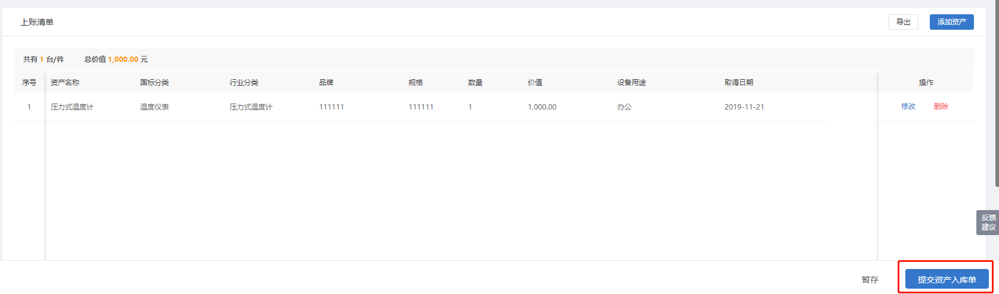 上账清单 导出 添加资产
共有 1 台/件 总价值 1,000.00 元
序号 资产名称 国标分类 行业分类 品牌 规格 数量 价值 设备用途 取得日期 操作
1 压力式温度计 温度仪表 压力式温度计 111111 111111 1 1,000.00 办公 2019-11-21 修改 删除
反馈
建议
暂存 提交资产入库单